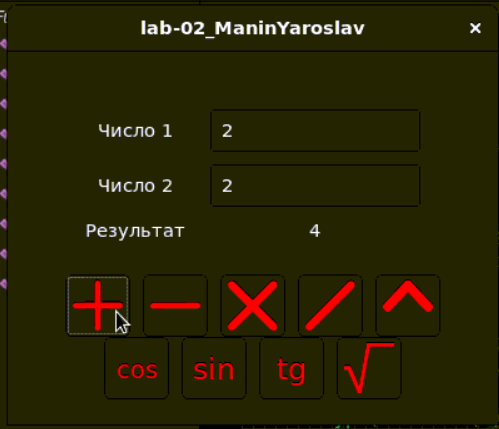 lab-02_ManinYaroslav ×
Число 1 2
Число 2 2
Результат 4
+ − × / ^
cos sin tg √